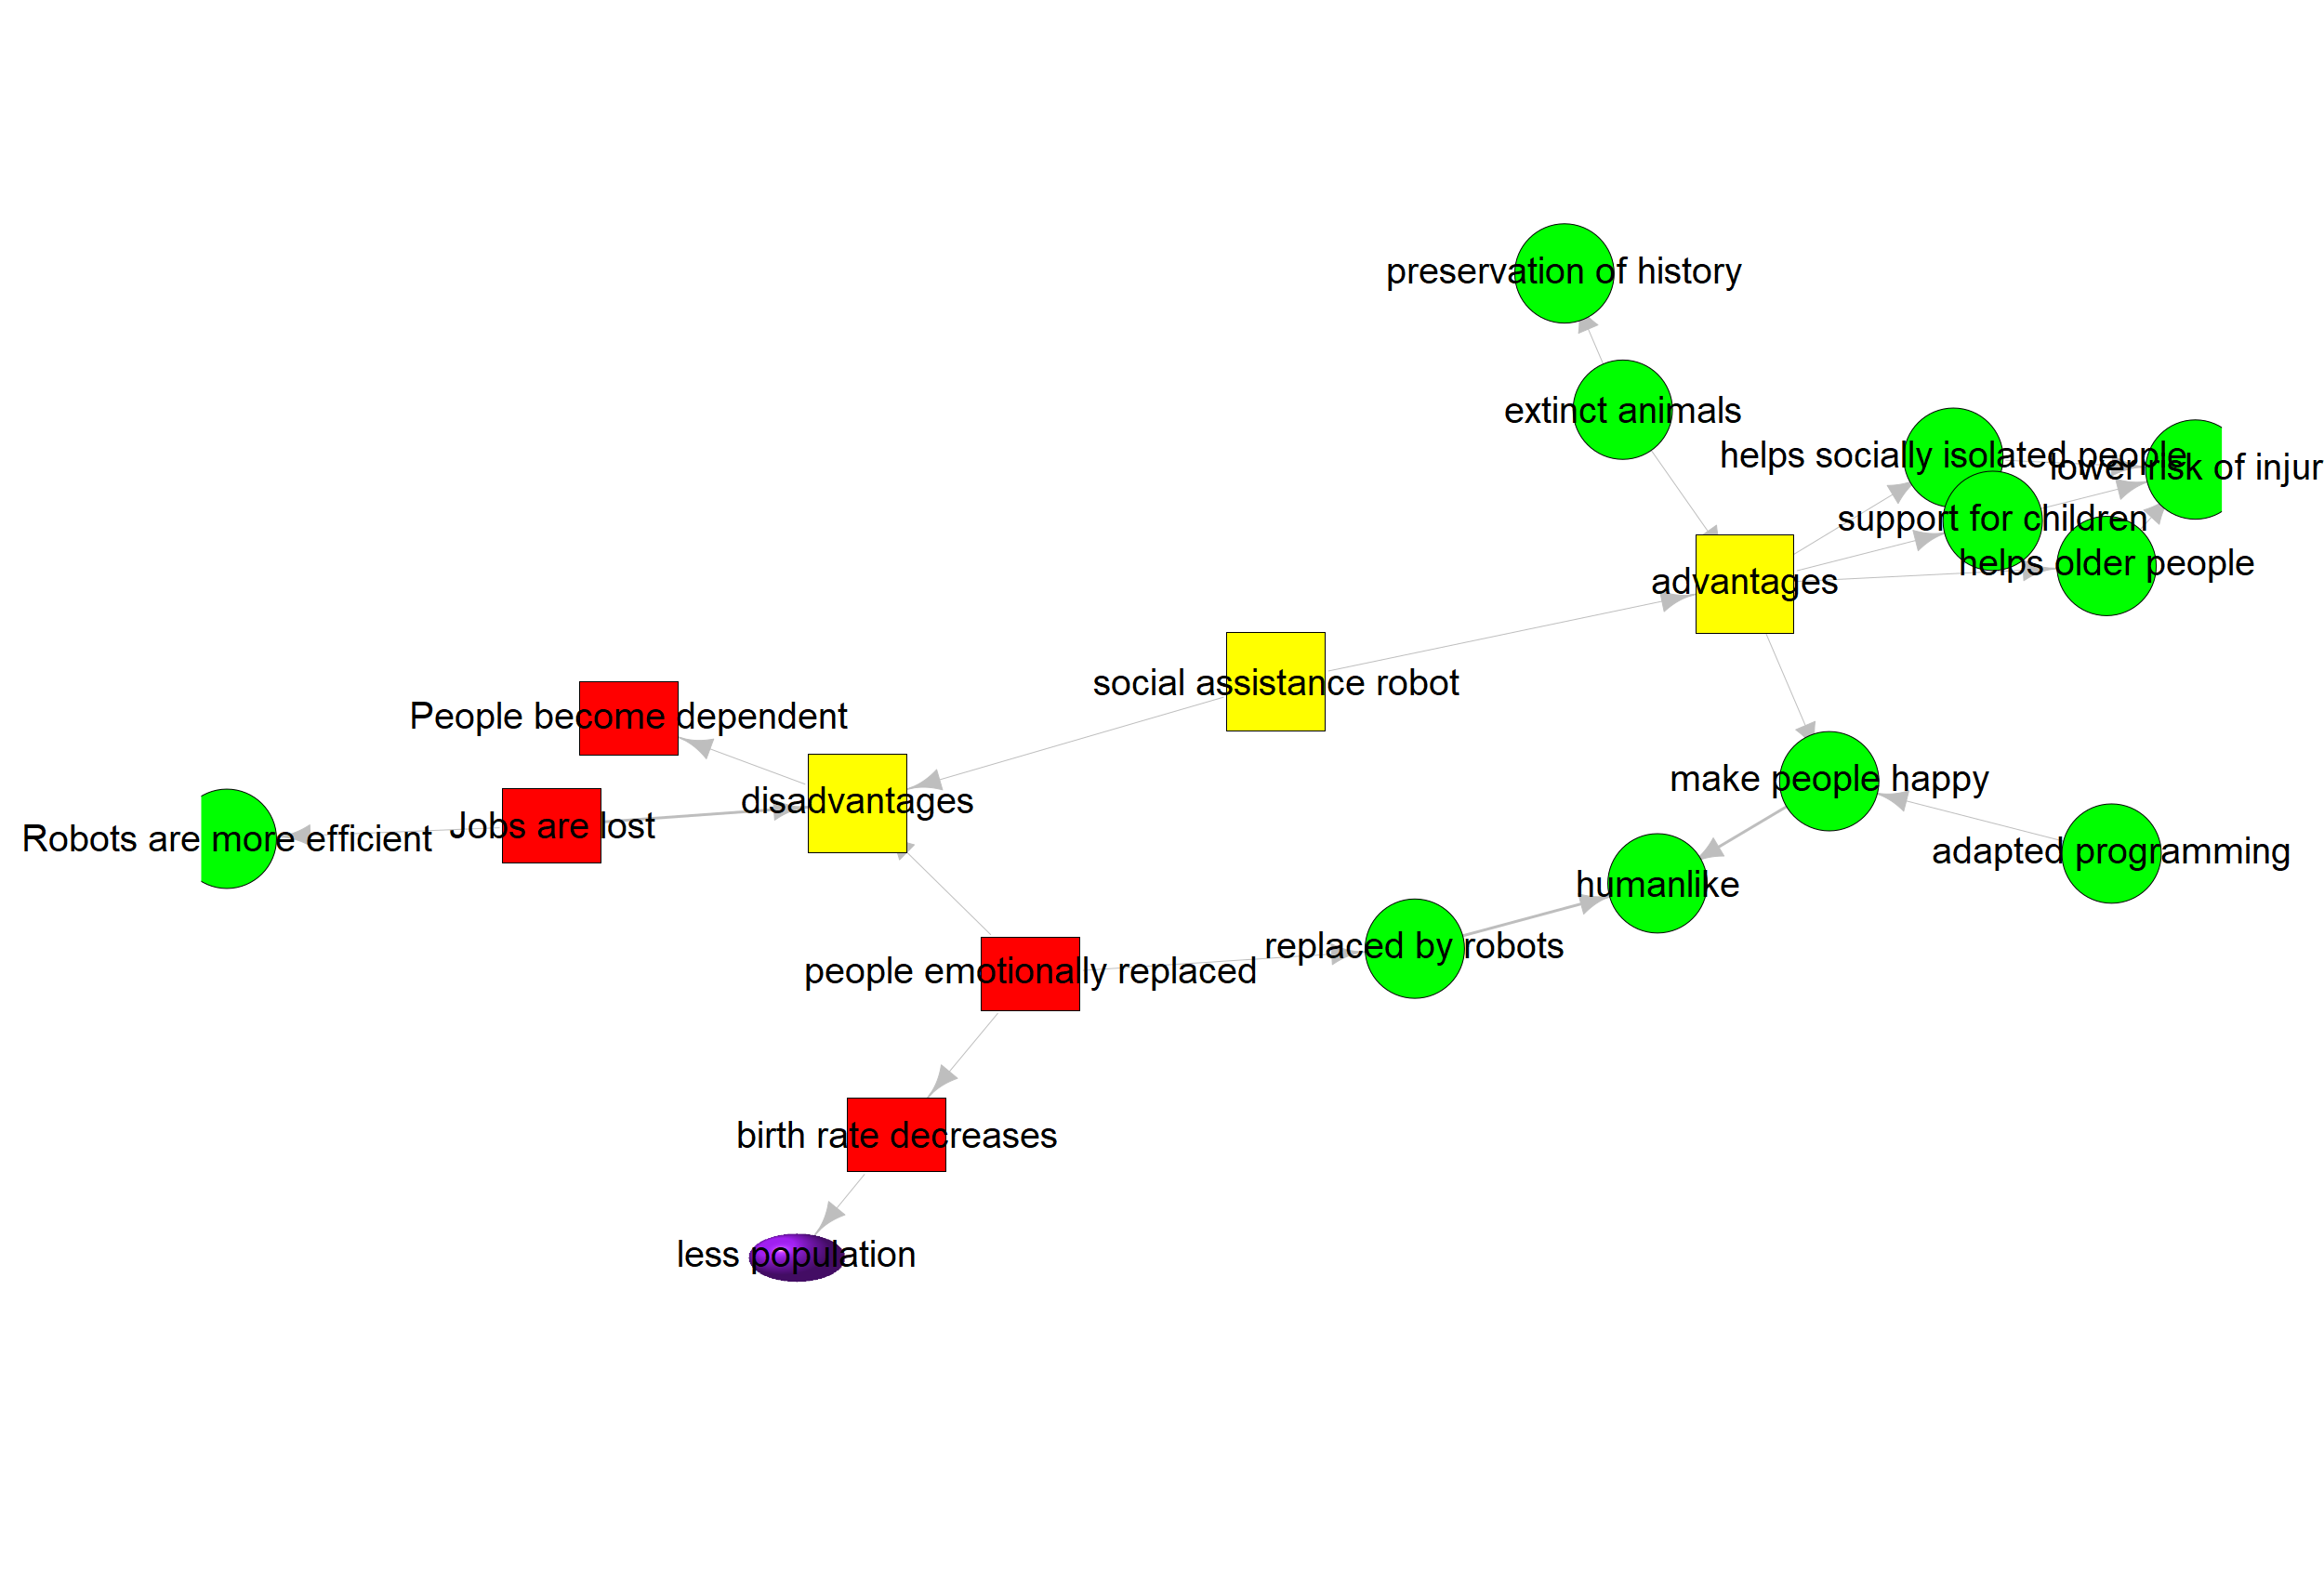 preservation of history
extinct animals
helps socially isolated people
lower risk of injur
support for children
helps older people
advantages
social assistance robot
People become dependent
make people happy
disadvantages
Jobs are lost
Robots are more efficient
adapted programming
humanlike
replaced by robots
people emotionally replaced
birth rate decreases
less population